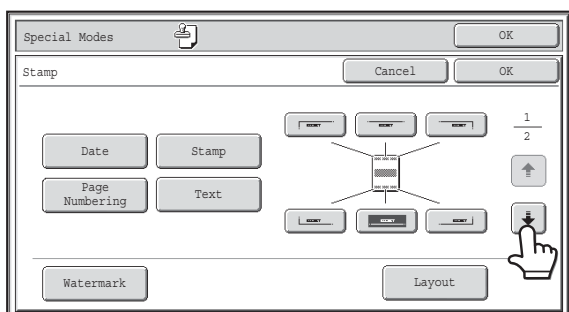 Special Modes
OK
Stamp
Cancel
OK
1
2
Date
Stamp
Page
Numbering
Text
Watermark
Layout